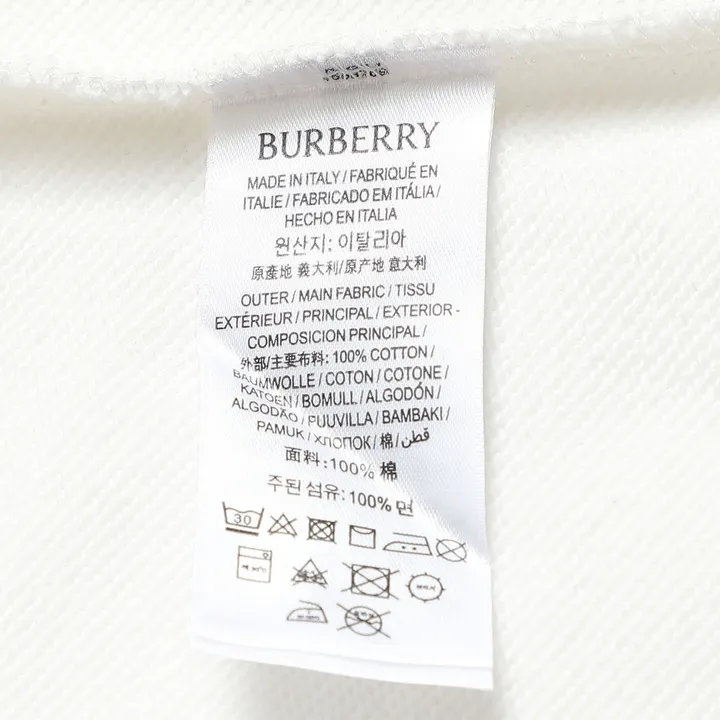 BURBERRY
MADE IN ITALY / FABRIQUÉ EN
ITALIE / FABRICADO EM ITÁLIA /
HECHO EN ITALIA
원산지: 이탈리아
原產地 義大利/原产地 意大利
OUTER / MAIN FABRIC / TISSU
EXTÉRIEUR / PRINCIPAL / EXTERIOR -
COMPOSICION PRINCIPAL /
外部/主要布料: 100% COTTON /
BAUMWOLLE / COTON / COTONE /
KATOEN / BOMULL / ALGODÓN /
ALGODÃO / PUUVILLA / BAMBAKI /
PAMUK / ХЛОПОК / 棉 / قطن
面料:100% 棉
주된 섬유: 100% 면
30